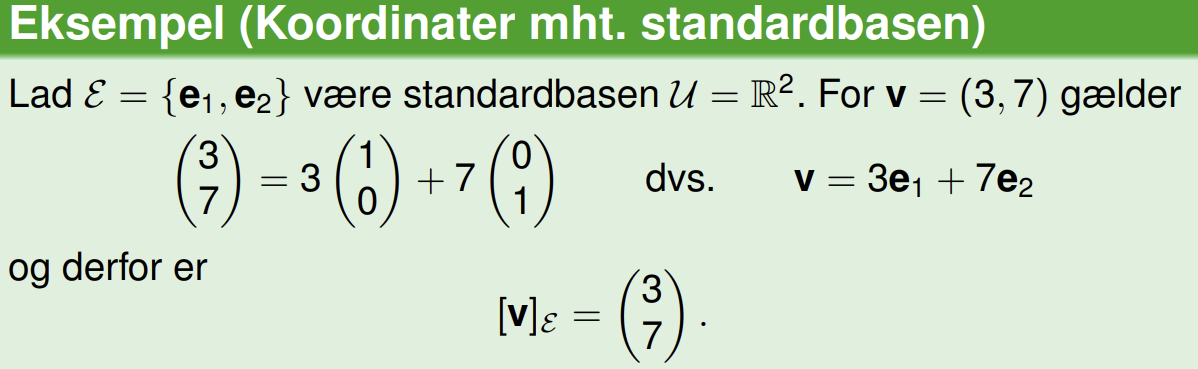 Eksempel (Koordinater mht. standardbasen)
Lad ℰ = {e₁, e₂} være standardbasen 𝒰 = ℝ². For v = (3, 7) gælder
(3 7) = 3 (1 0) + 7 (0 1) dvs. v = 3e₁ + 7e₂
og derfor er
[v]ℰ = (3 7).